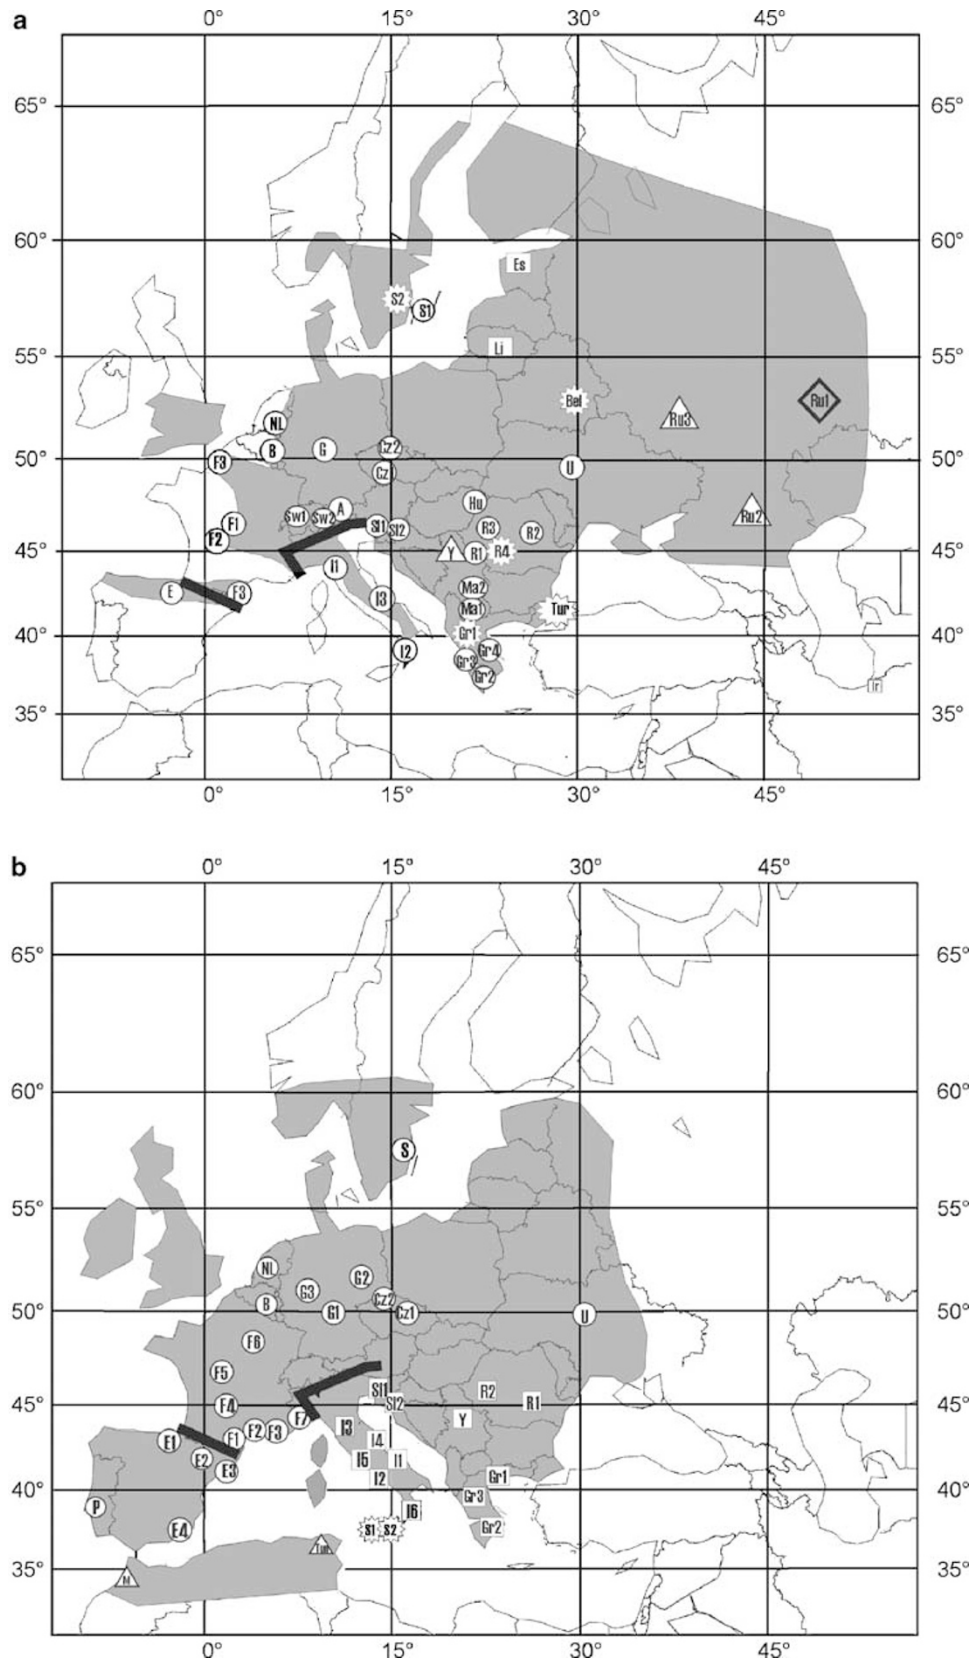 a
0° 15° 30° 45°
65° 65°
60° 60°
Es
S2 S1
Li
55° 55°
Bel Ru3 Ru1
NL
B G Cz2
F3 50° U 50°
Cz
Hu Ru2
A
Sw1 Sw2
F1 Sl1 Sl2 R3 R2
F2
45° Y R1 R4 45°
I1
E F3 I3 Ma2
Ma1 Tur
40° Gr1 40°
I2 Gr3 Gr4
Gr2 Ir
35° 35°
0° 15° 30° 45°
b
0° 15° 30° 45°
65° 65°
60° 60°
S
55° 55°
NL G2
G3 Cz2
B G1 Cz1 U
50° 50°
F6
F5
Sl1 R2
F4 Sl2 R1
45° 45°
F7 Y
E1 F1 F2 F3 I3 I4
E2 E3 I5 I1
I2 Gr1
40° Gr3 40°
P I6
E4 S1 S2 Gr2
Tun
M
35° 35°
0° 15° 30° 45°